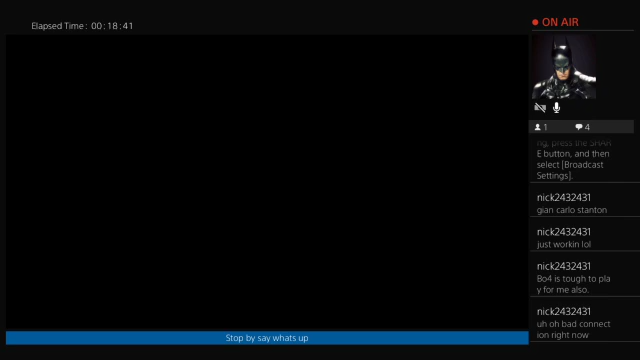 Elapsed Time: 00:18:41
ON AIR
1 4
ng, press the SHAR
E button, and then
select [Broadcast
Settings].
nick2432431
gian carlo stanton
nick2432431
just workin lol
nick2432431
Bo4 is tough to pla
y for me also.
nick2432431
uh oh bad connect
ion right now
Stop by say whats up